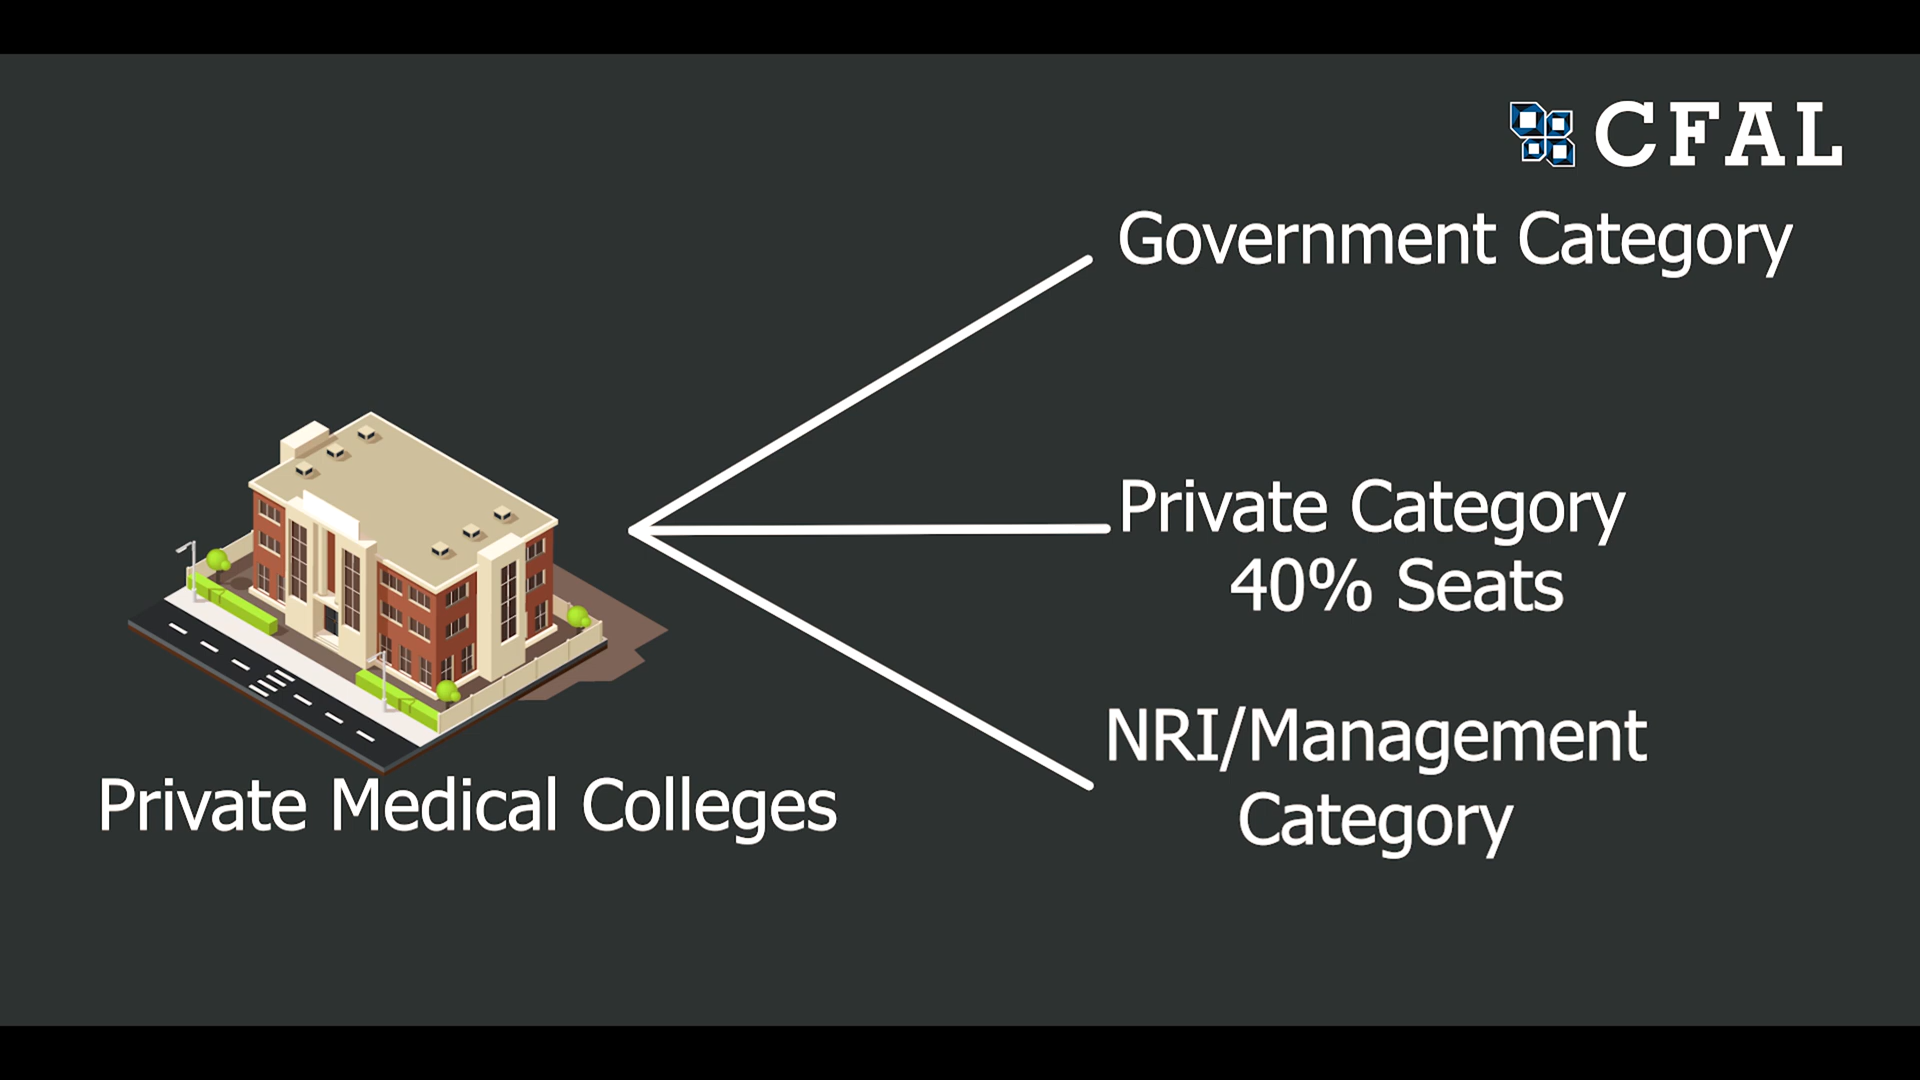 CFAL
Government Category
Private Category
40% Seats
NRI/Management
Category
Private Medical Colleges